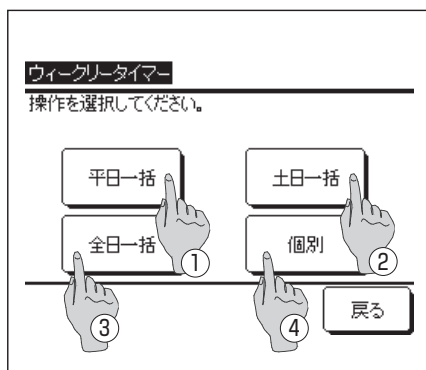 ウィークリータイマー
操作を選択してください。
平日一括
土日一括
①
②
全日一括
個別
③
④
戻る